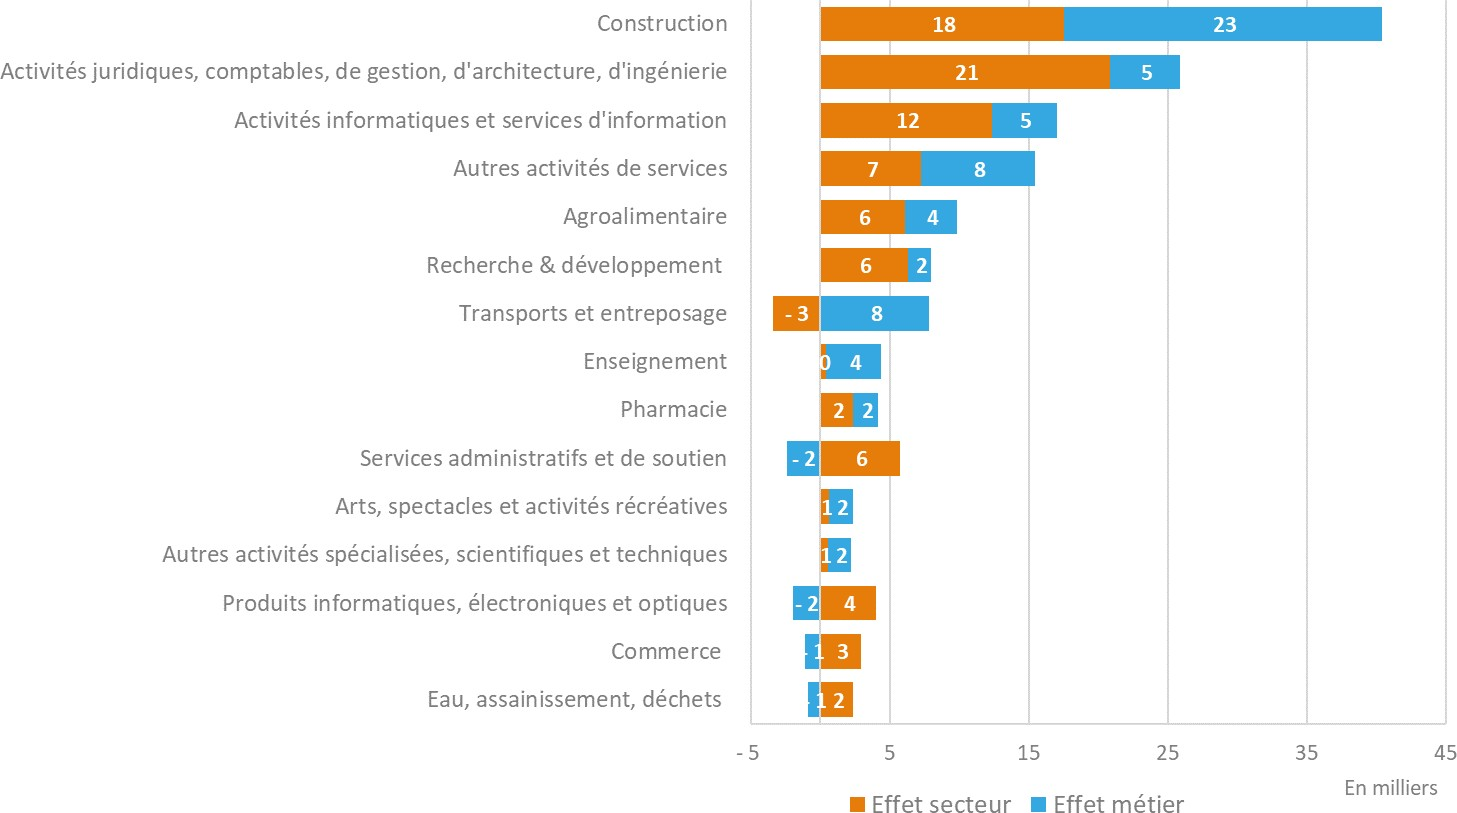 Construction 18 23
Activités juridiques, comptables, de gestion, d'architecture, d'ingénierie 21 5
Activités informatiques et services d'information 12 5
Autres activités de services 7 8
Agroalimentaire 6 4
Recherche & développement 6 2
Transports et entreposage - 3 8
Enseignement 0 4
Pharmacie 2 2
Services administratifs et de soutien - 2 6
Arts, spectacles et activités récréatives 1 2
Autres activités spécialisées, scientifiques et techniques 1 2
Produits informatiques, électroniques et optiques - 2 4
Commerce - 1 3
Eau, assainissement, déchets - 1 2
- 5 5 15 25 35 45
En milliers
Effet secteur Effet métier